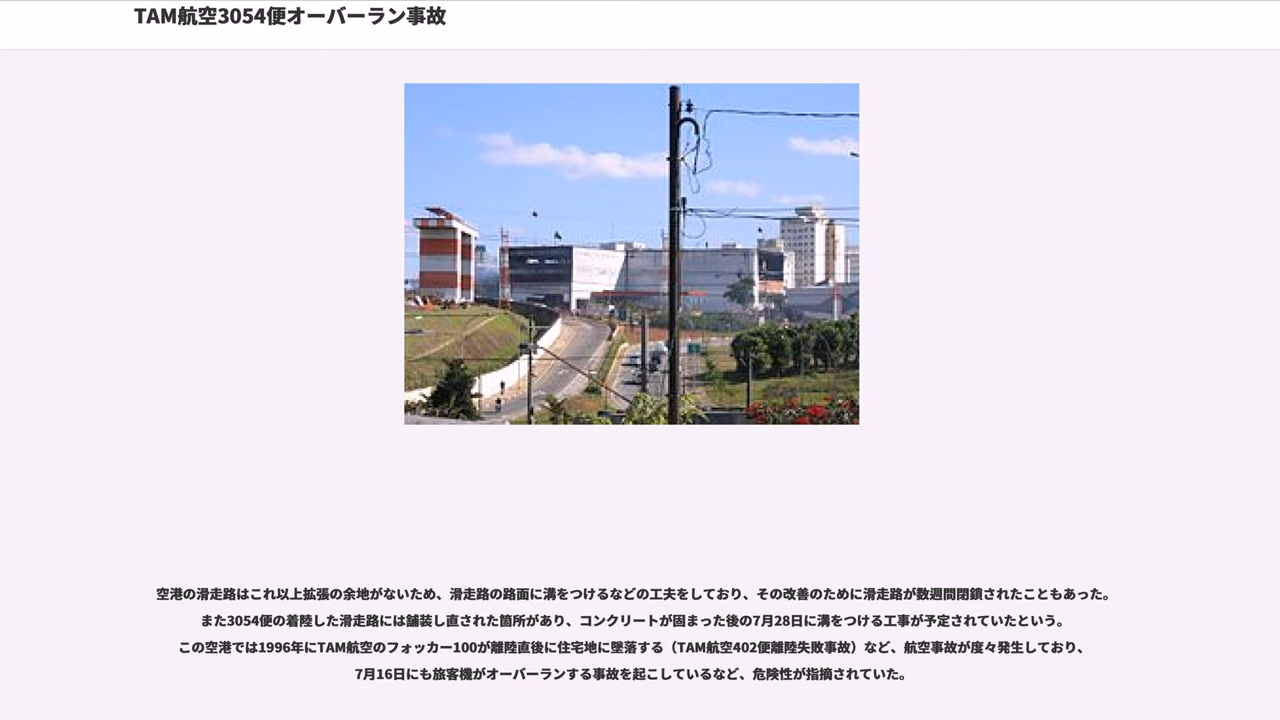 TAM航空3054便オーバーラン事故
空港の滑走路はこれ以上拡張の余地がないため、滑走路の路面に溝をつけるなどの工夫をしており、その改善のために滑走路が数週間閉鎖されたこともあった。
また3054便の着陸した滑走路には舗装し直された箇所があり、コンクリートが固まった後の7月28日に溝をつける工事が予定されていたという。
この空港では1996年にTAM航空のフォッカー100が離陸直後に住宅地に墜落する（TAM航空402便離陸失敗事故）など、航空事故が度々発生しており、
7月16日にも旅客機がオーバーランする事故を起こしているなど、危険性が指摘されていた。